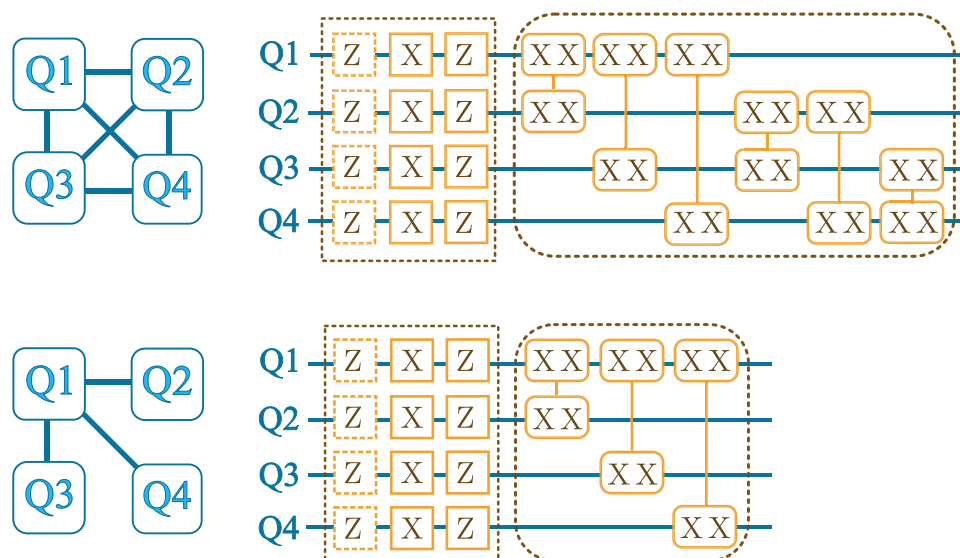 Q1 Q2
Q3 Q4
Q1 Z X Z XX XX XX
Q2 Z X Z XX XX XX
Q3 Z X Z XX XX XX
Q4 Z X Z XX XX XX
Q1 Q2
Q3 Q4
Q1 Z X Z XX XX XX
Q2 Z X Z XX
Q3 Z X Z XX
Q4 Z X Z XX